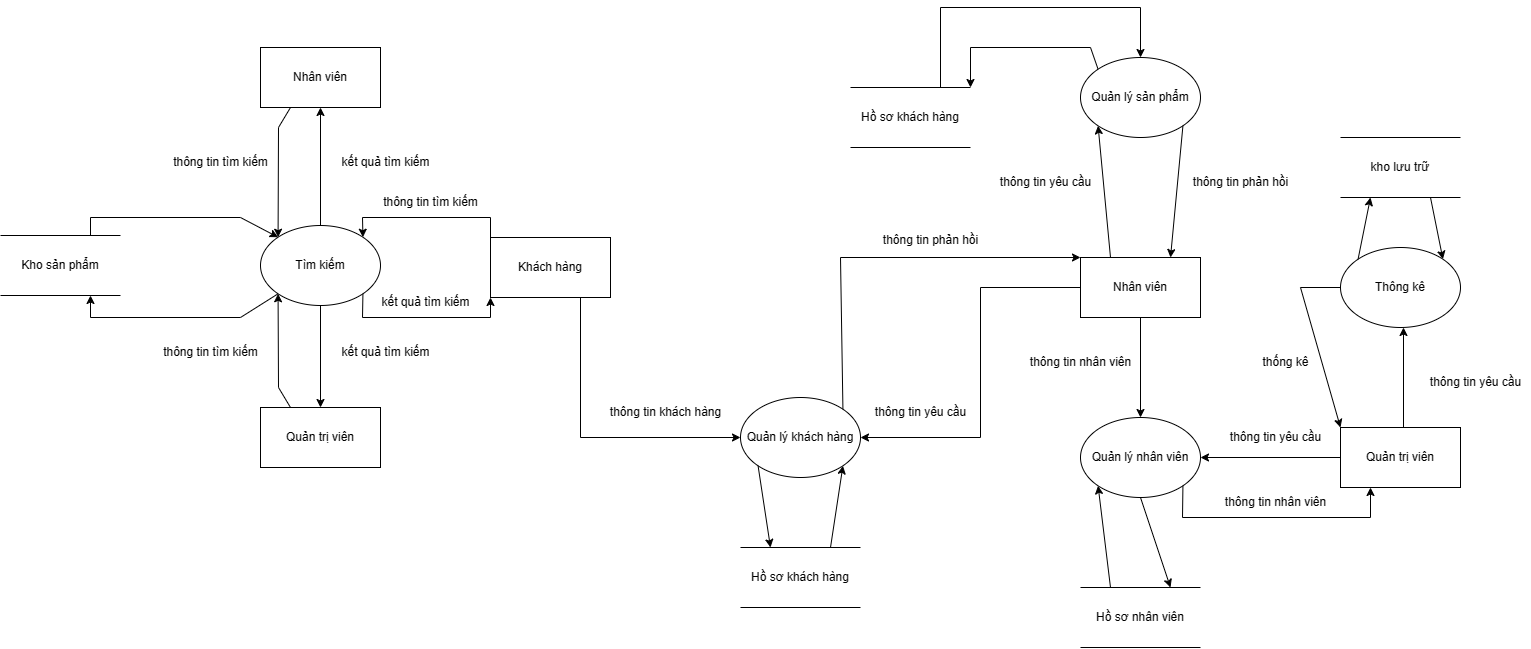 Nhân viên
thông tin tìm kiếm
kết quả tìm kiếm
thông tin tìm kiếm
Kho sản phẩm
Tìm kiếm
Khách hàng
kết quả tìm kiếm
thông tin tìm kiếm
kết quả tìm kiếm
Quản trị viên
thông tin khách hàng
Quản lý khách hàng
thông tin phản hồi
thông tin yêu cầu
Hồ sơ khách hàng
Hồ sơ khách hàng
Quản lý sản phẩm
thông tin yêu cầu
thông tin phản hồi
Nhân viên
thông tin nhân viên
Quản lý nhân viên
Hồ sơ nhân viên
kho lưu trữ
Thông kê
thống kê
thông tin yêu cầu
thông tin yêu cầu
Quản trị viên
thông tin nhân viên